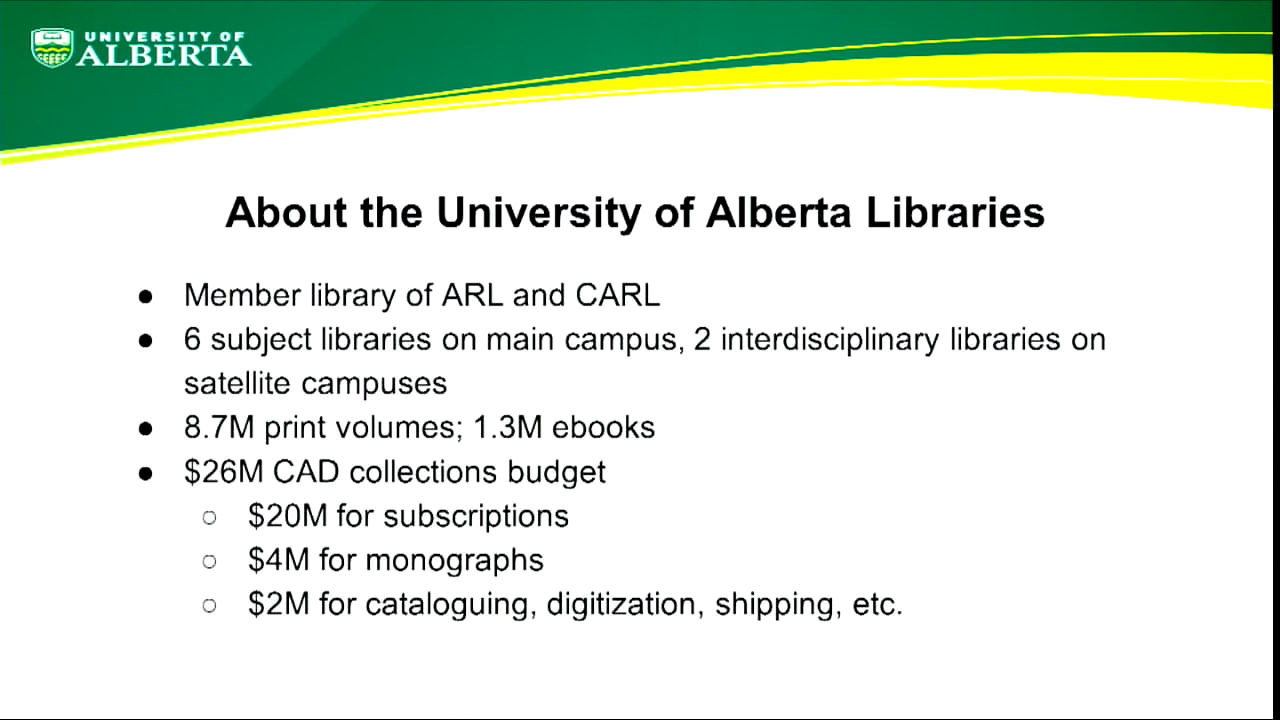 UNIVERSITY OF
ALBERTA
About the University of Alberta Libraries
● Member library of ARL and CARL
● 6 subject libraries on main campus, 2 interdisciplinary libraries on
satellite campuses
● 8.7M print volumes; 1.3M ebooks
● $26M CAD collections budget
○ $20M for subscriptions
○ $4M for monographs
○ $2M for cataloguing, digitization, shipping, etc.